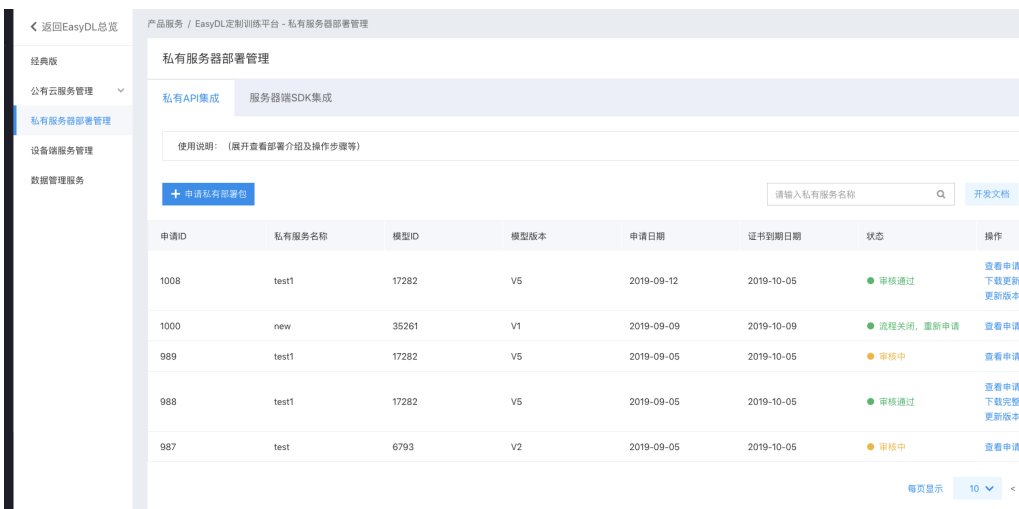 返回EasyDL总览
经典版
公有云服务管理
私有服务器部署管理
设备端服务管理
数据管理服务
产品服务 / EasyDL定制训练平台 - 私有服务器部署管理
私有服务器部署管理
私有API集成 服务器端SDK集成
使用说明：（展开查看部署介绍及操作步骤等）
+ 申请私有部署包 请输入私有服务名称 开发文档
申请ID 私有服务名称 模型ID 模型版本 申请日期 证书到期日期 状态 操作
1008 test1 17282 V5 2019-09-12 2019-10-05 审核通过 查看申请
下载更新
更新版本
1000 new 35261 V1 2019-09-09 2019-10-09 流程关闭，重新申请 查看申请
989 test1 17282 V5 2019-09-05 2019-10-05 审核中 查看申请
988 test1 17282 V5 2019-09-05 2019-10-05 审核通过 查看申请
下载完整
更新版本
987 test 6793 V2 2019-09-05 2019-10-05 审核中 查看申请
每页显示 10 <